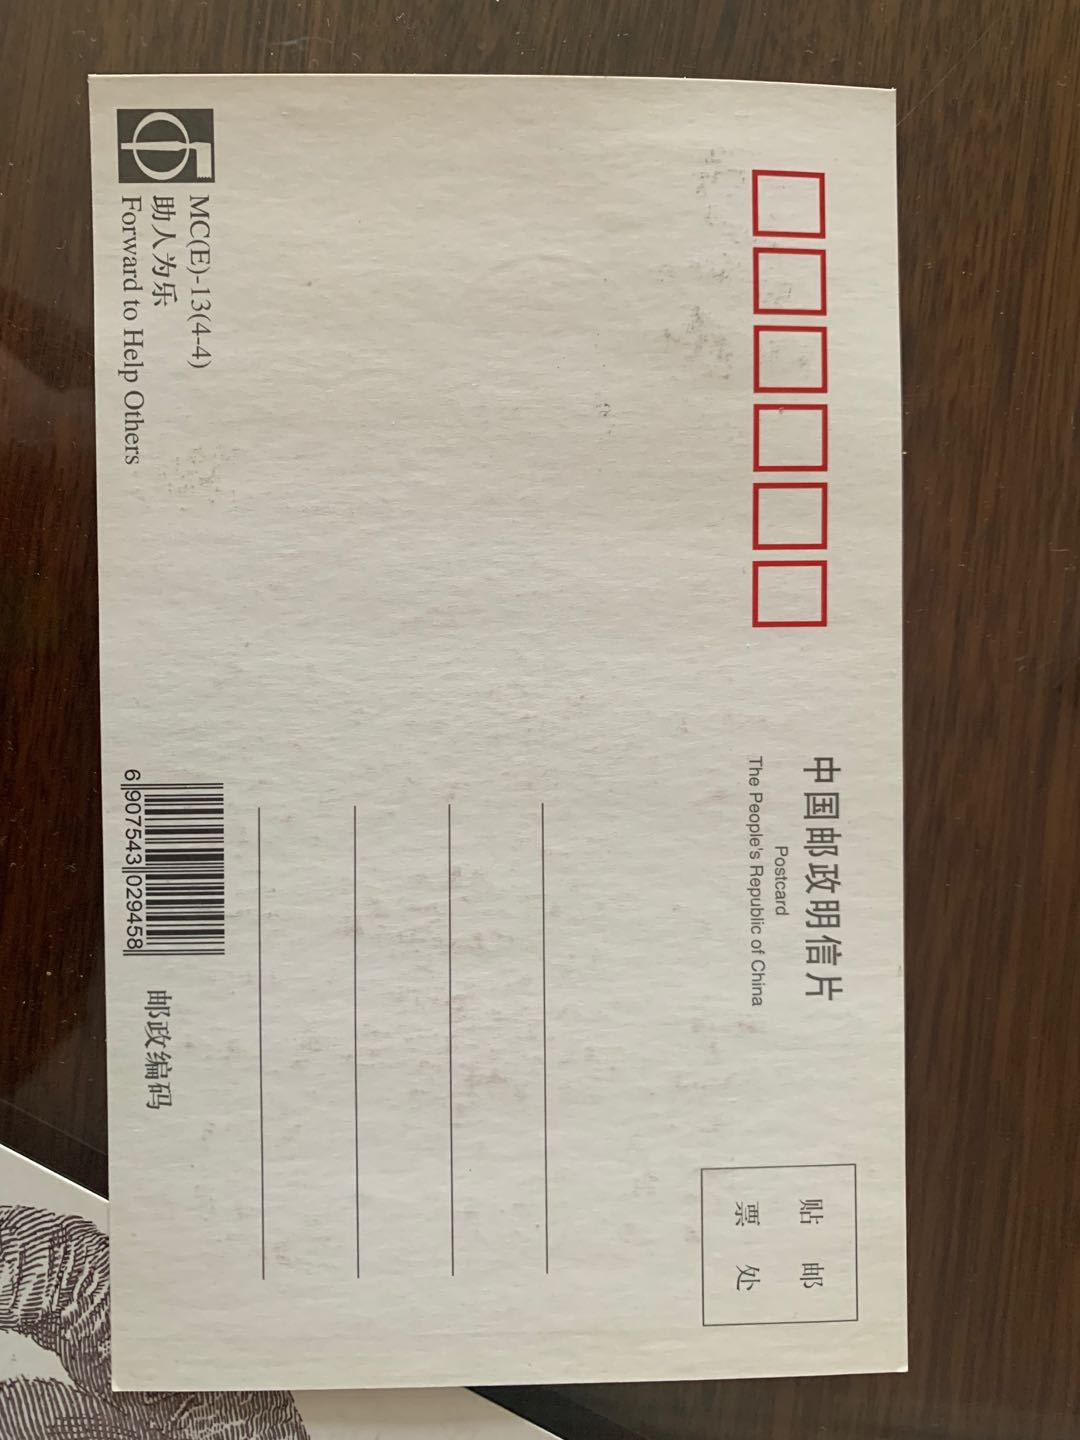 中国邮政明信片
Postcard
The People's Republic of China
贴 邮
票 处
MC(E)-13(4-4)
助人为乐
Forward to Help Others
6 907543 029458
邮政编码